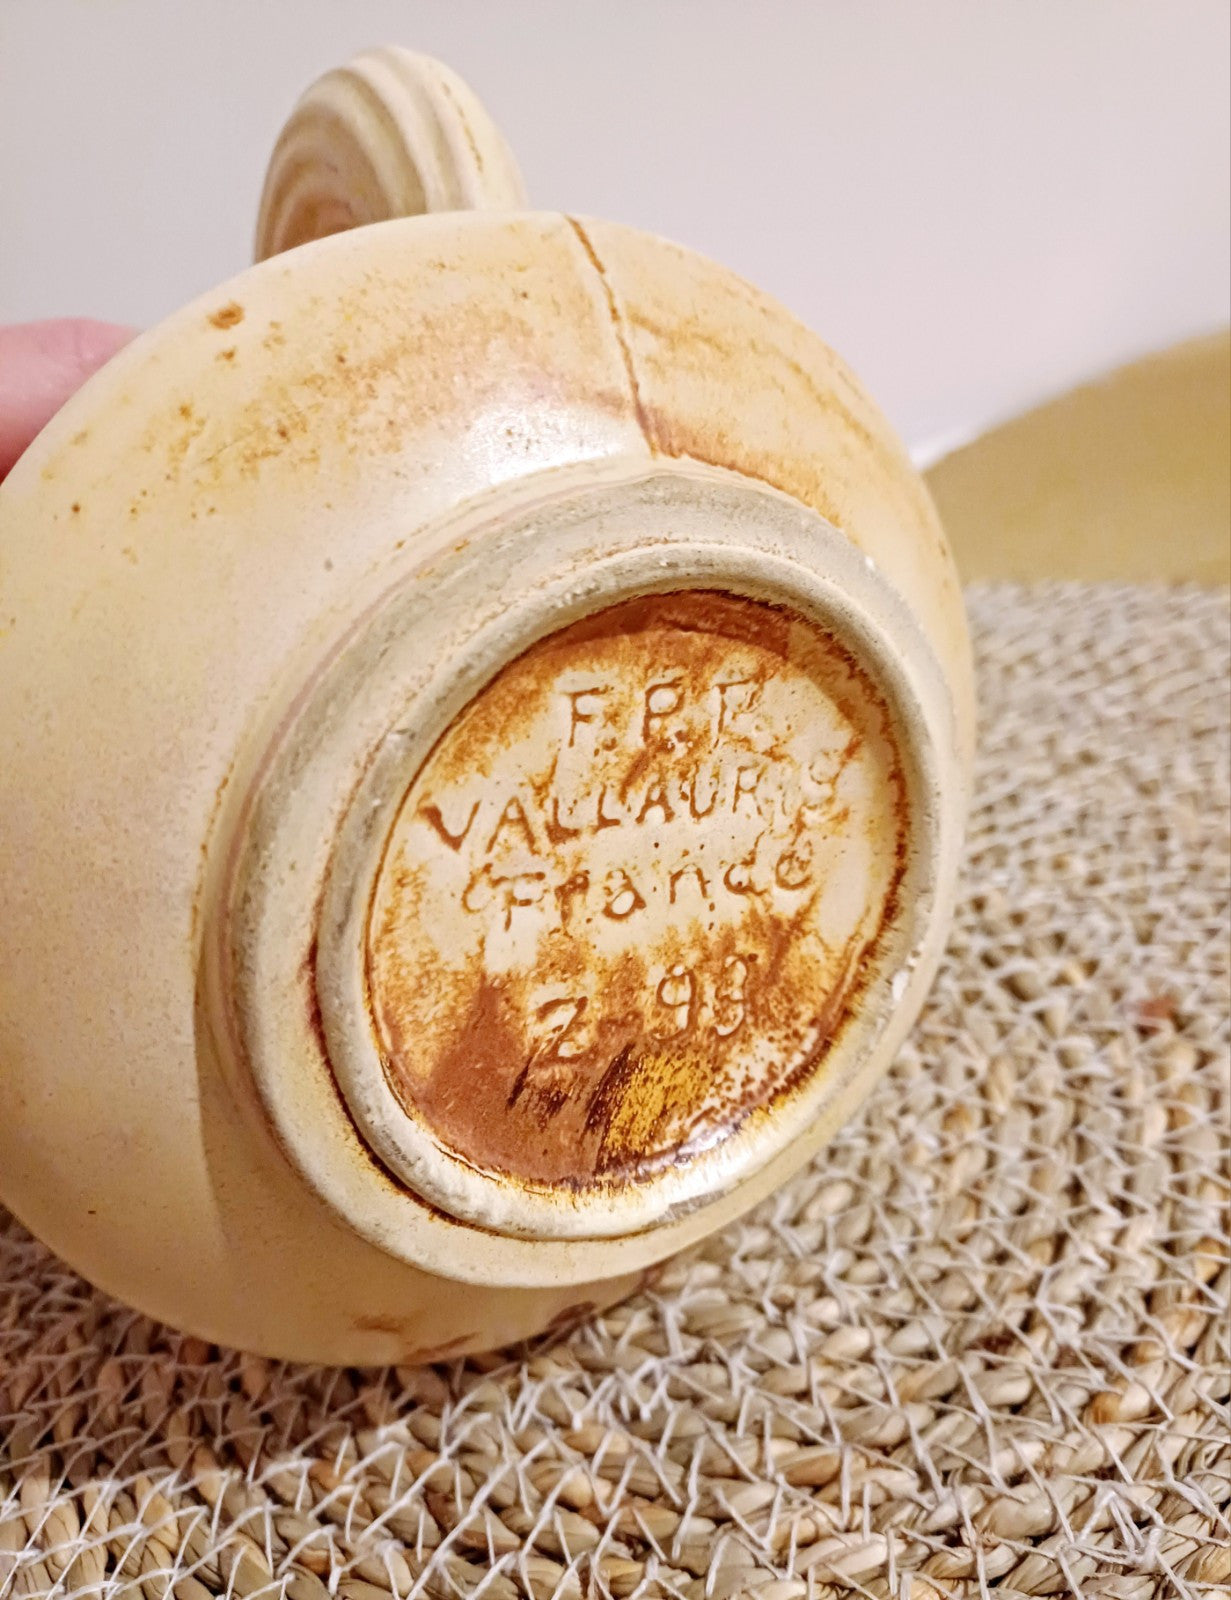 F.P.F.
VALLAURIS
France
Z-99